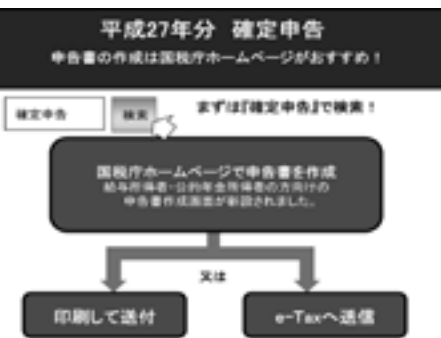 平成27年分 確定申告
申告書の作成は国税庁ホームページがおすすめ！
確定申告 検索 まずは『確定申告』で検索！
国税庁ホームページで申告書を作成
給与所得者・公的年金所得者の方向けの
申告書作成画面が新設されました。
又は
印刷して送付 e-Taxへ送信